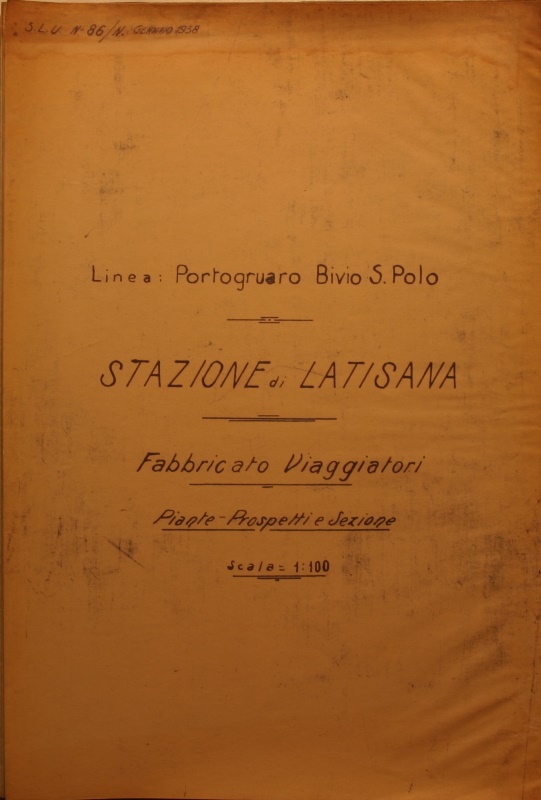 S.L.U N° 86/N. GENNAIO 1958
Linea: Portogruaro Bivio S. Polo
STAZIONE di LATISANA
Fabbricato Viaggiatori
Piante - Prospetti e Sezione
Scala = 1:100